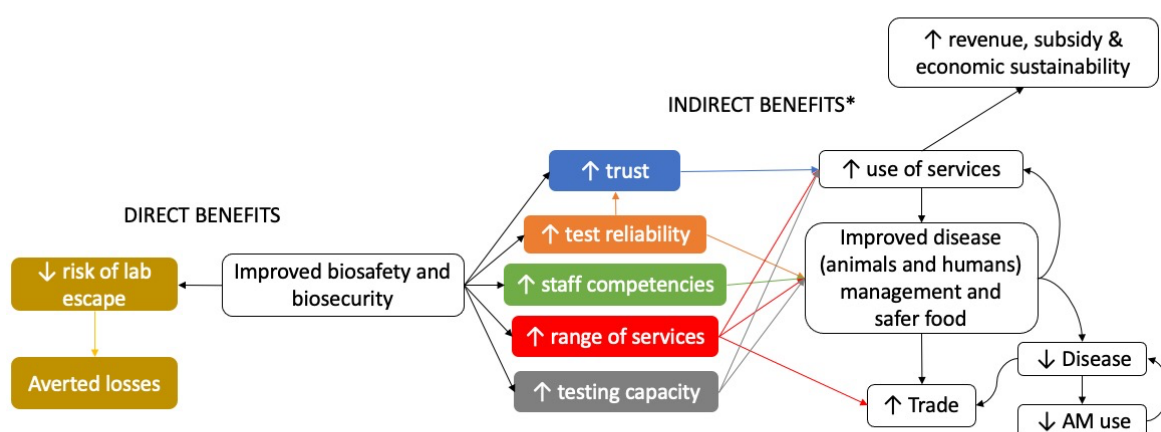 ↑ revenue, subsidy &
economic sustainability
INDIRECT BENEFITS*
↑ trust
↑ use of services
DIRECT BENEFITS
↑ test reliability
↓ risk of lab
escape
Improved biosafety and
biosecurity
↑ staff competencies
Improved disease
(animals and humans)
management and
safer food
↑ range of services
↓ Disease
Averted losses
↑ testing capacity
↑ Trade
↓ AM use